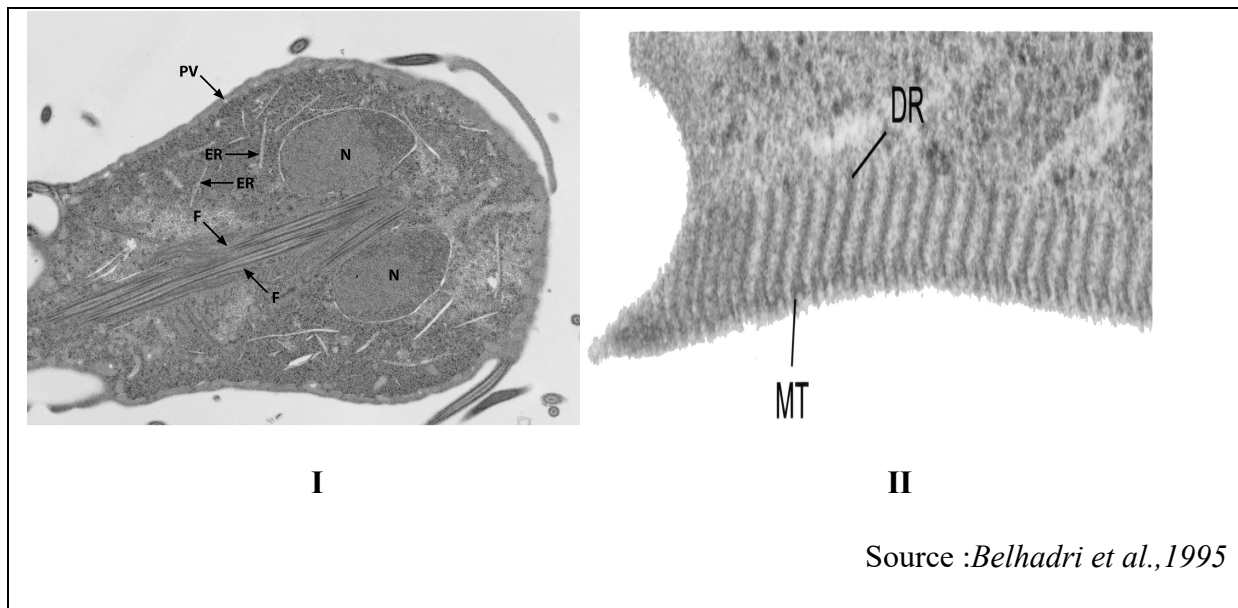 PV
ER
N
ER
F
N
F
DR
MT
I
II
Source :Belhadri et al.,1995